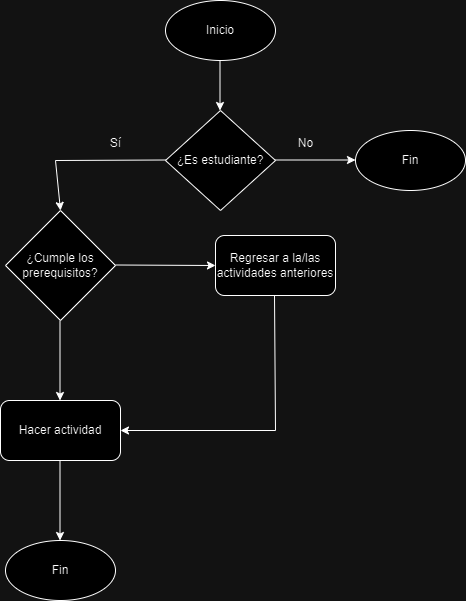 Inicio
Sí
¿Es estudiante?
No
Fin
¿Cumple los
prerequisitos?
Regresar a la/las
actividades anteriores
Hacer actividad
Fin